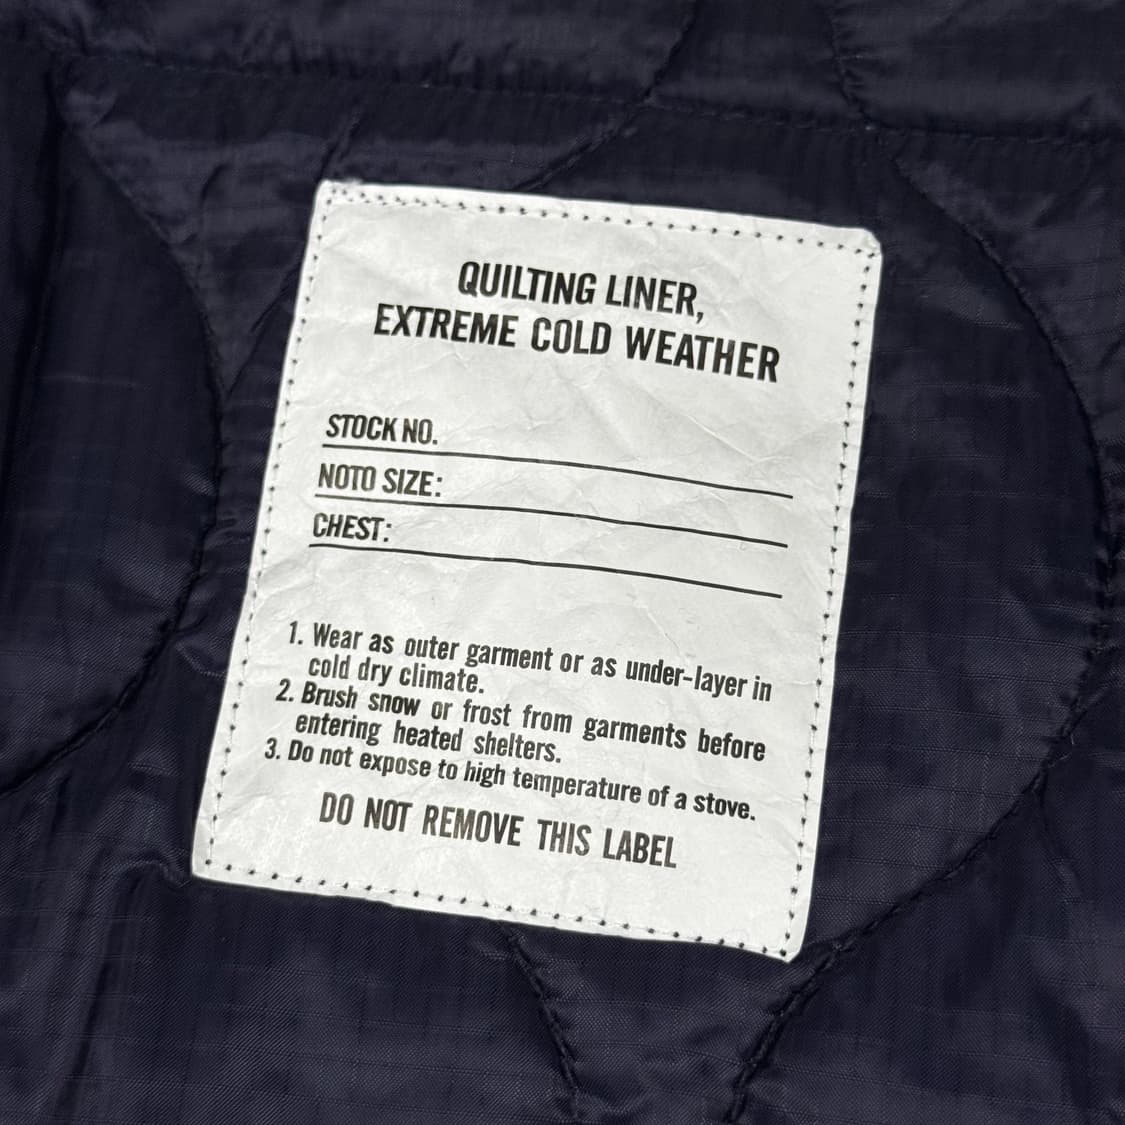 QUILTING LINER,
EXTREME COLD WEATHER
STOCK NO.
NOTO SIZE:
CHEST:
1. Wear as outer garment or as under-layer in
cold dry climate.
2. Brush snow or frost from garments before
entering heated shelters.
3. Do not expose to high temperature of a stove.
DO NOT REMOVE THIS LABEL